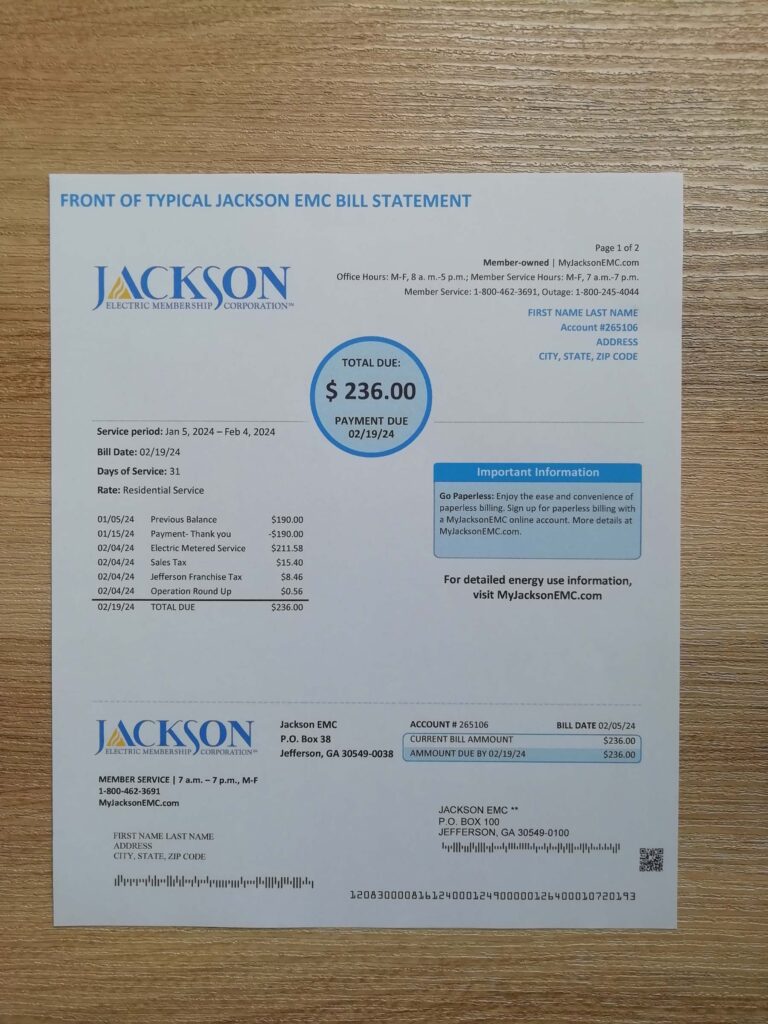 FRONT OF TYPICAL JACKSON EMC BILL STATEMENT
Page 1 of 2
Member-owned | MyJacksonEMC.com
Office Hours: M-F, 8 a. m.-5 p.m.; Member Service Hours: M-F, 7 a.m.-7 p.m.
Member Service: 1-800-462-3691, Outage: 1-800-245-4044
JACKSON
ELECTRIC MEMBERSHIP CORPORATION℠
FIRST NAME LAST NAME
Account #265106
ADDRESS
CITY, STATE, ZIP CODE
TOTAL DUE:
$ 236.00
PAYMENT DUE
02/19/24
Service period: Jan 5, 2024 – Feb 4, 2024
Bill Date: 02/19/24
Days of Service: 31
Rate: Residential Service
01/05/24 Previous Balance $190.00
01/15/24 Payment- Thank you -$190.00
02/04/24 Electric Metered Service $211.58
02/04/24 Sales Tax $15.40
02/04/24 Jefferson Franchise Tax $8.46
02/04/24 Operation Round Up $0.56
02/19/24 TOTAL DUE $236.00
Important Information
Go Paperless: Enjoy the ease and convenience of
paperless billing. Sign up for paperless billing with
a MyJacksonEMC online account. More details at
MyJacksonEMC.com.
For detailed energy use information,
visit MyJacksonEMC.com
JACKSON
ELECTRIC MEMBERSHIP CORPORATION℠
Jackson EMC
P.O. Box 38
Jefferson, GA 30549-0038
ACCOUNT # 265106 BILL DATE 02/05/24
CURRENT BILL AMOUNT $236.00
AMMOUNT DUE BY 02/19/24 $236.00
MEMBER SERVICE | 7 a.m. – 7 p.m., M-F
1-800-462-3691
MyJacksonEMC.com
JACKSON EMC **
P.O. BOX 100
JEFFERSON, GA 30549-0100
FIRST NAME LAST NAME
ADDRESS
CITY, STATE, ZIP CODE
120830000816124000124900000126400010720193